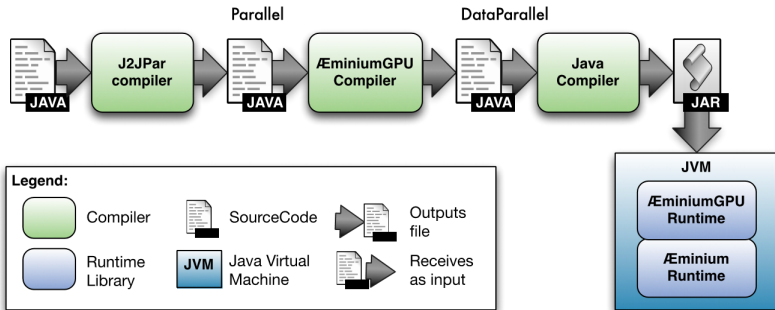 Parallel
DataParallel
JAVA
J2JPar
compiler
JAVA
ÆminiumGPU
Compiler
JAVA
Java
Compiler
JAR
JVM
ÆminiumGPU
Runtime
Æminium
Runtime
Legend:
Compiler
SourceCode
Outputs
file
Runtime
Library
JVM
Java Virtual
Machine
Receives
as input